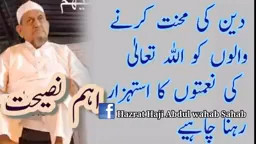 دین کی محنت کرنے
والوں کو اللہ تعالیٰ
کی نعمتوں کا استہزار
رہنا چاہیے
اہم نصیحت
Hazrat Haji Abdul wahab Sahab